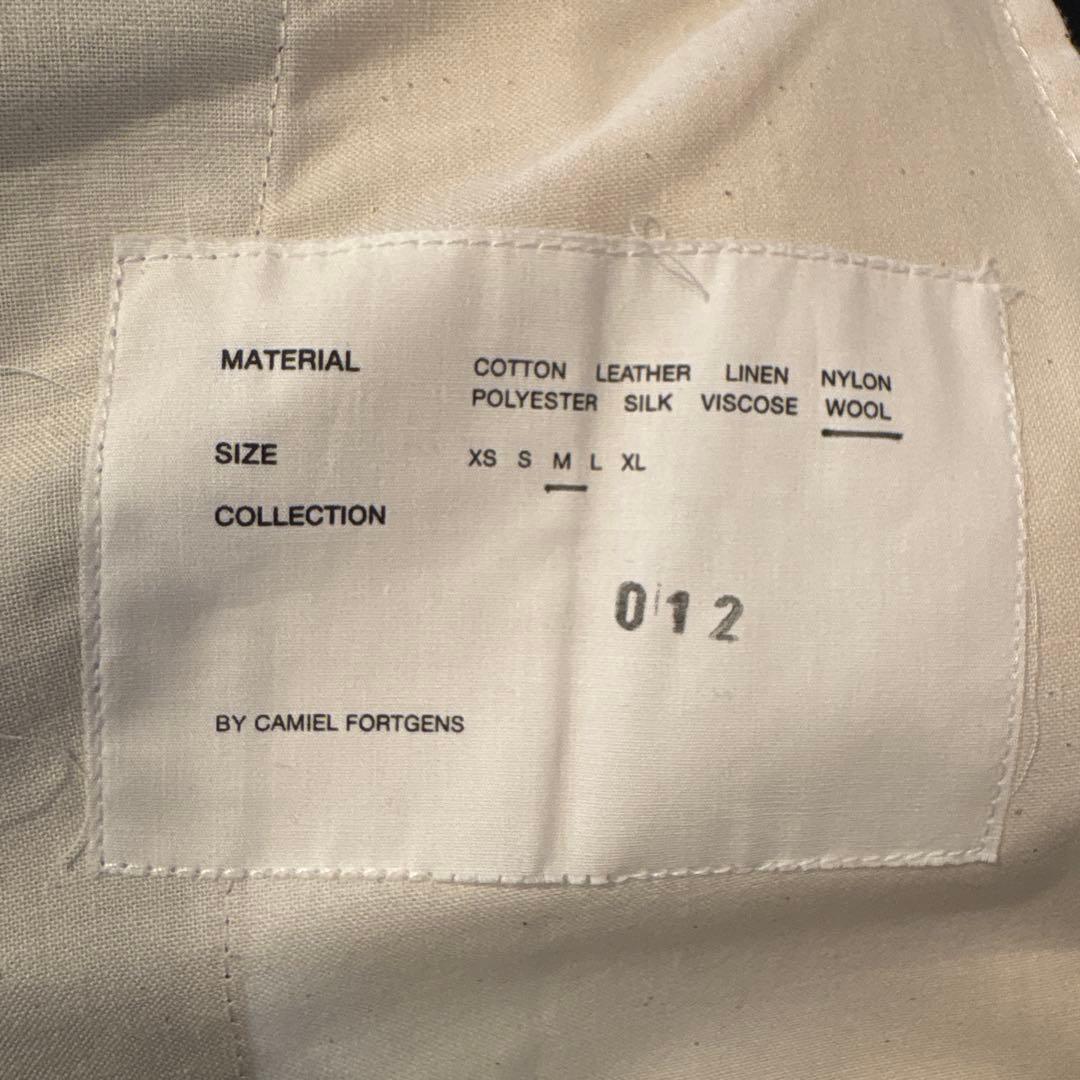 MATERIAL COTTON LEATHER LINEN NYLON
POLYESTER SILK VISCOSE WOOL
SIZE XS S M L XL
COLLECTION
012
BY CAMIEL FORTGENS